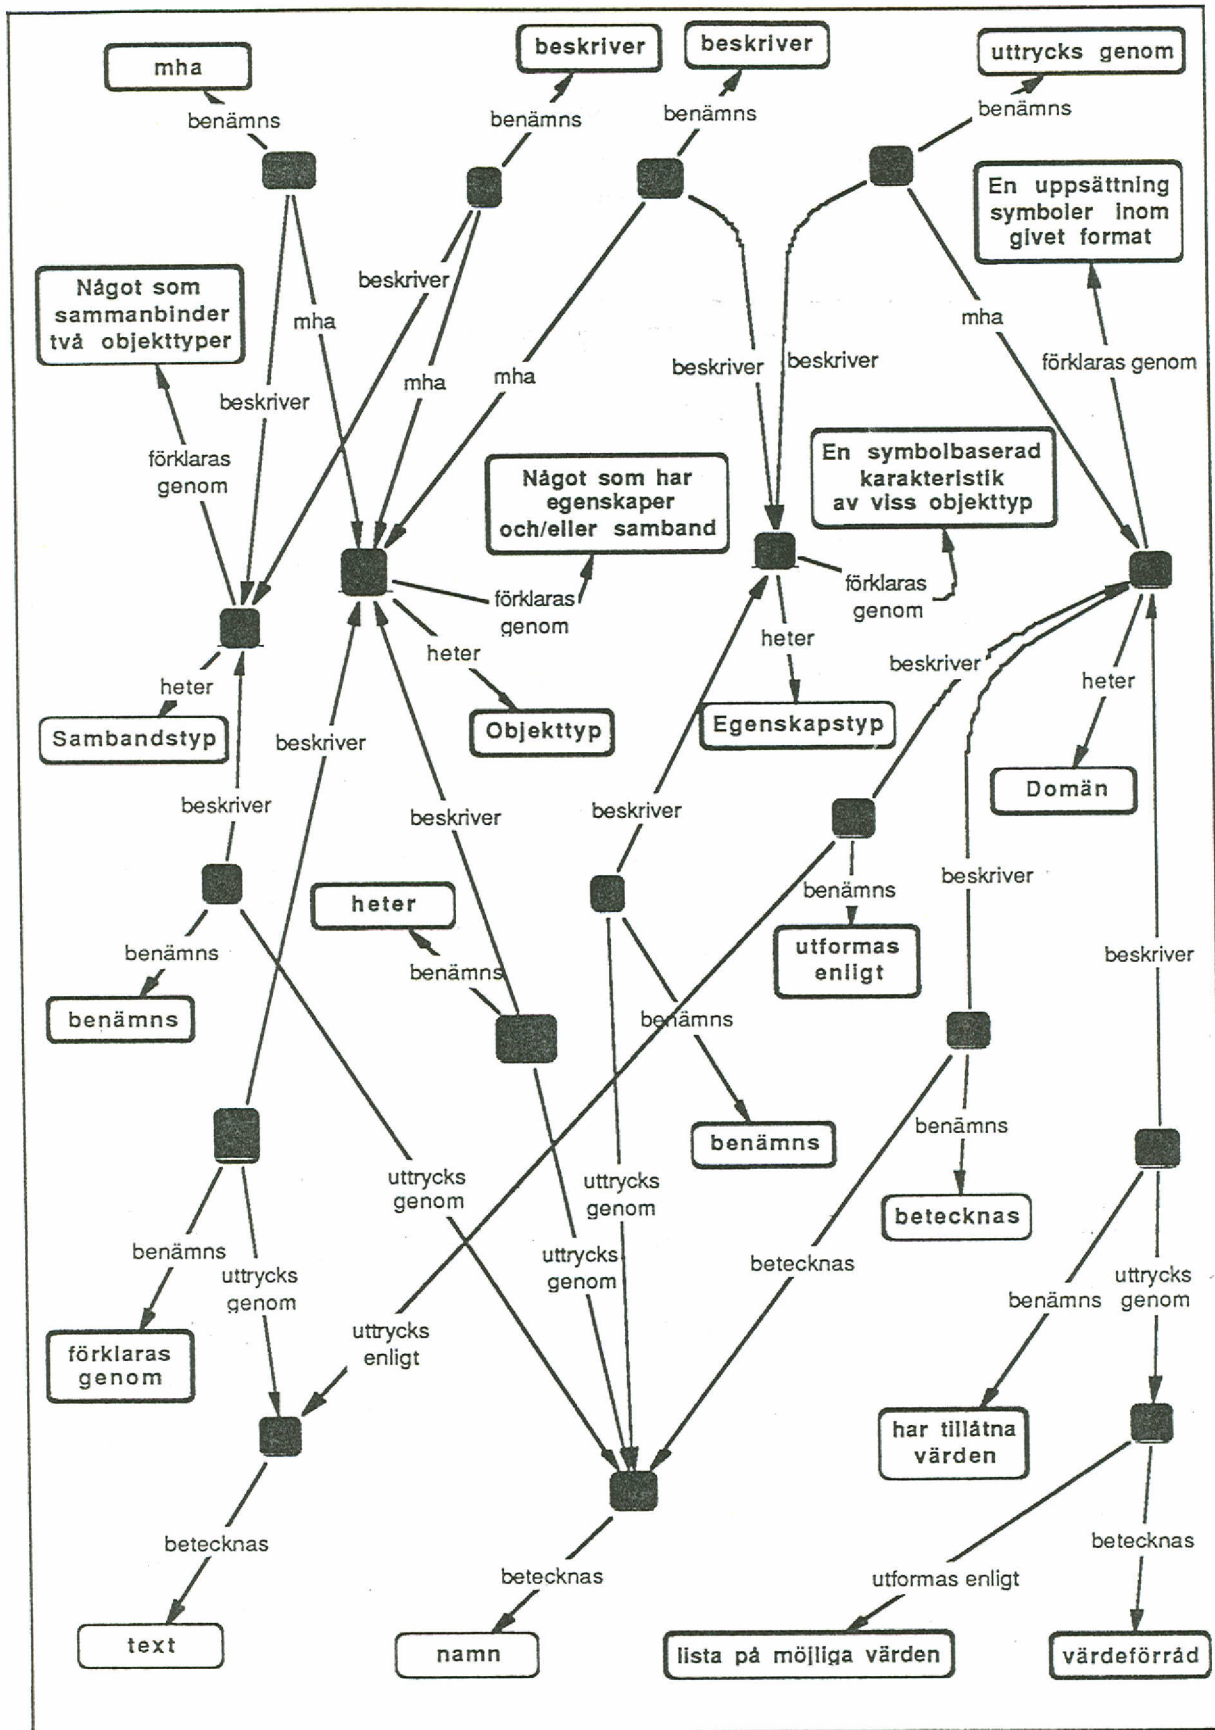 beskriver
beskriver
uttrycks genom
mha
benämns
benämns
benämns
benämns
En uppsättning
symboler inom
givet format
beskriver
Något som
sammanbinder
två objekttyper
mha
mha
förklaras genom
beskriver
beskriver
mha
mha
beskriver
förklaras
genom
En symbolbaserad
karakteristik
av viss objekttyp
Något som har
egenskaper
och/eller samband
förklaras
genom
förklaras
genom
heter
heter
beskriver
heter
heter
Sambandstyp
beskriver
Objekttyp
Egenskapstyp
Domän
beskriver
beskriver
beskriver
beskriver
benämns
heter
utformas
enligt
benämns
benämns
beskriver
benämns
benämns
benämns
benämns
betecknas
uttrycks
genom
uttrycks
genom
benämns
uttrycks
genom
uttrycks
genom
betecknas
benämns
uttrycks
genom
förklaras
genom
uttrycks
enligt
har tillåtna
värden
betecknas
betecknas
utformas enligt
betecknas
text
namn
lista på möjliga värden
värdeförråd